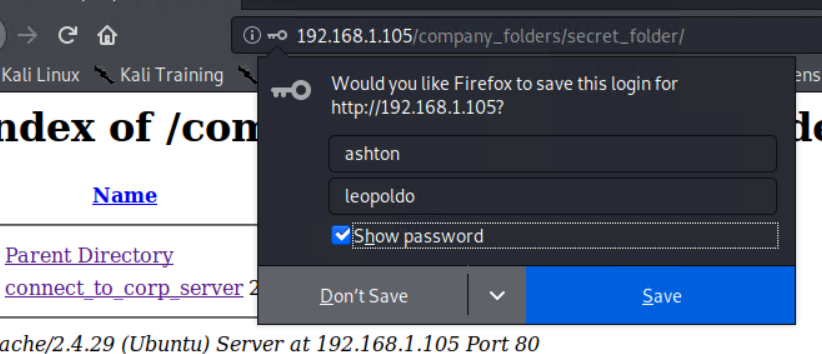 192.168.1.105/company_folders/secret_folder/
Kali Linux Kali Training
Would you like Firefox to save this login for
http://192.168.1.105?
ndex of /com
ashton
leopoldo
Name
Show password
Parent Directory
connect_to_corp_server 2
Don't Save
Save
ache/2.4.29 (Ubuntu) Server at 192.168.1.105 Port 80